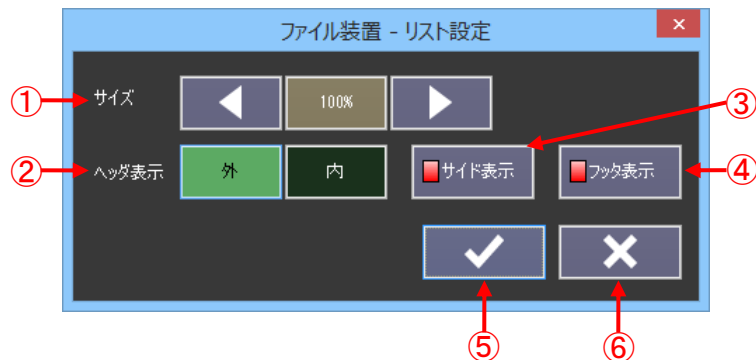 ファイル装置 - リスト設定
① サイズ 100%
③
② ヘッダ表示 外 内 サイド表示 フッタ表示 ④
⑤ ⑥